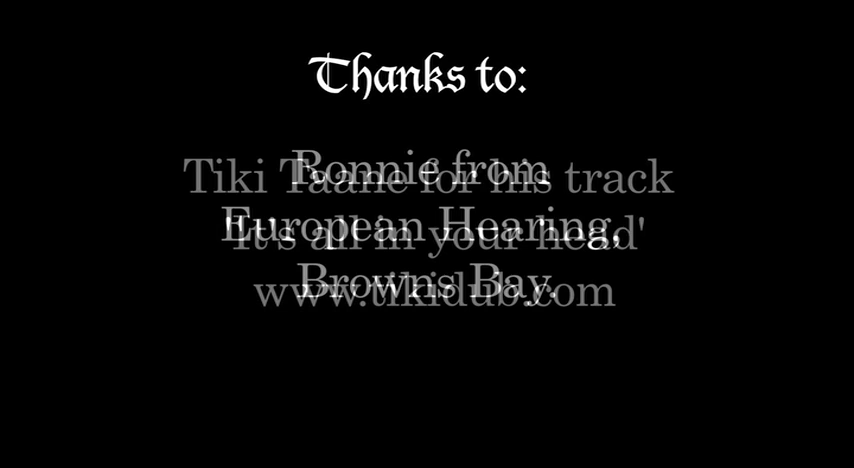 Thanks to:
Tiki Taane for his track
'It's all in your head'
www.tikidub.com
Ronnie from
European Hearing,
Browns Bay.